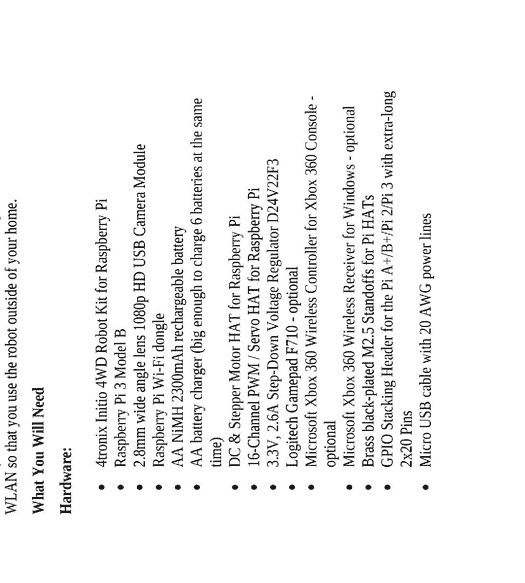 WLAN so that you use the robot outside of your home.
What You Will Need
Hardware:
• 4tronix Initio 4WD Robot Kit for Raspberry Pi
• Raspberry Pi 3 Model B
• 2.8mm wide angle lens 1080p HD USB Camera Module
• Raspberry Pi Wi-Fi dongle
• AA NiMH 2300mAh rechargeable battery
• AA battery charger (big enough to charge 6 batteries at the same
time)
• DC & Stepper Motor HAT for Raspberry Pi
• 16-Channel PWM / Servo HAT for Raspberry Pi
• 3.3V, 2.6A Step-Down Voltage Regulator D24V22F3
• Logitech Gamepad F710 - optional
• Microsoft Xbox 360 Wireless Controller for Xbox 360 Console -
optional
• Microsoft Xbox 360 Wireless Receiver for Windows - optional
• Brass black-plated M2.5 Standoffs for Pi HATs
• GPIO Stacking Header for the Pi A+/B+/Pi 2/Pi 3 with extra-long
2x20 Pins
• Micro USB cable with 20 AWG power lines